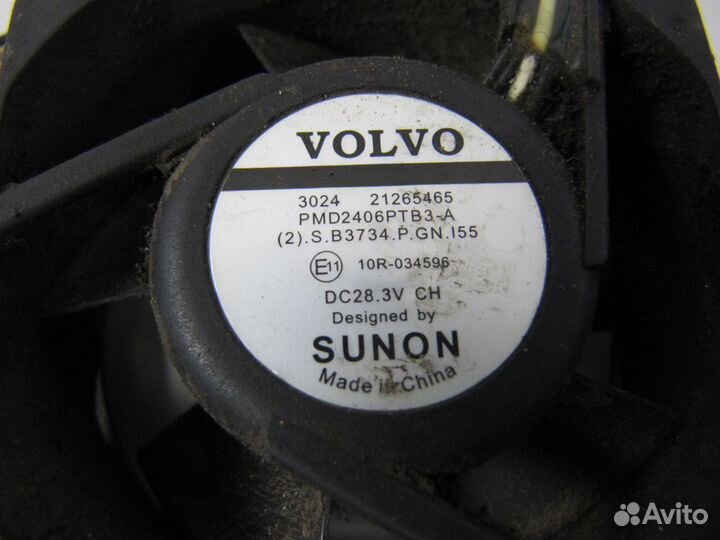 VOLVO
3024 21265465
PMD2406PTB3-A
(2).S.B3734.P.GN.I55
E11 10R-034596
DC28.3V CH
Designed by
SUNON
Made in China
Avito